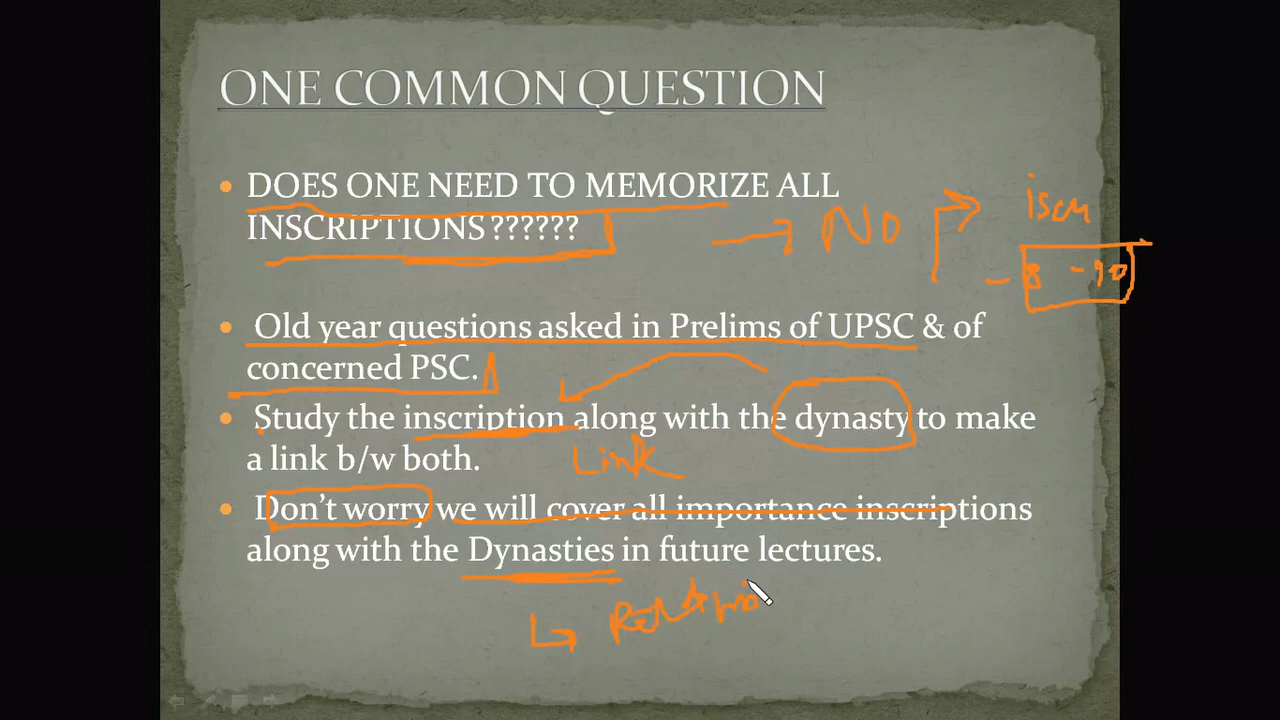 ONE COMMON QUESTION
DOES ONE NEED TO MEMORIZE ALL
INSCRIPTIONS ??????
NO
8 - 10
Old year questions asked in Prelims of UPSC & of
concerned PSC.
Study the inscription along with the dynasty to make
a link b/w both.
Link
Don't worry we will cover all importance inscriptions
along with the Dynasties in future lectures.